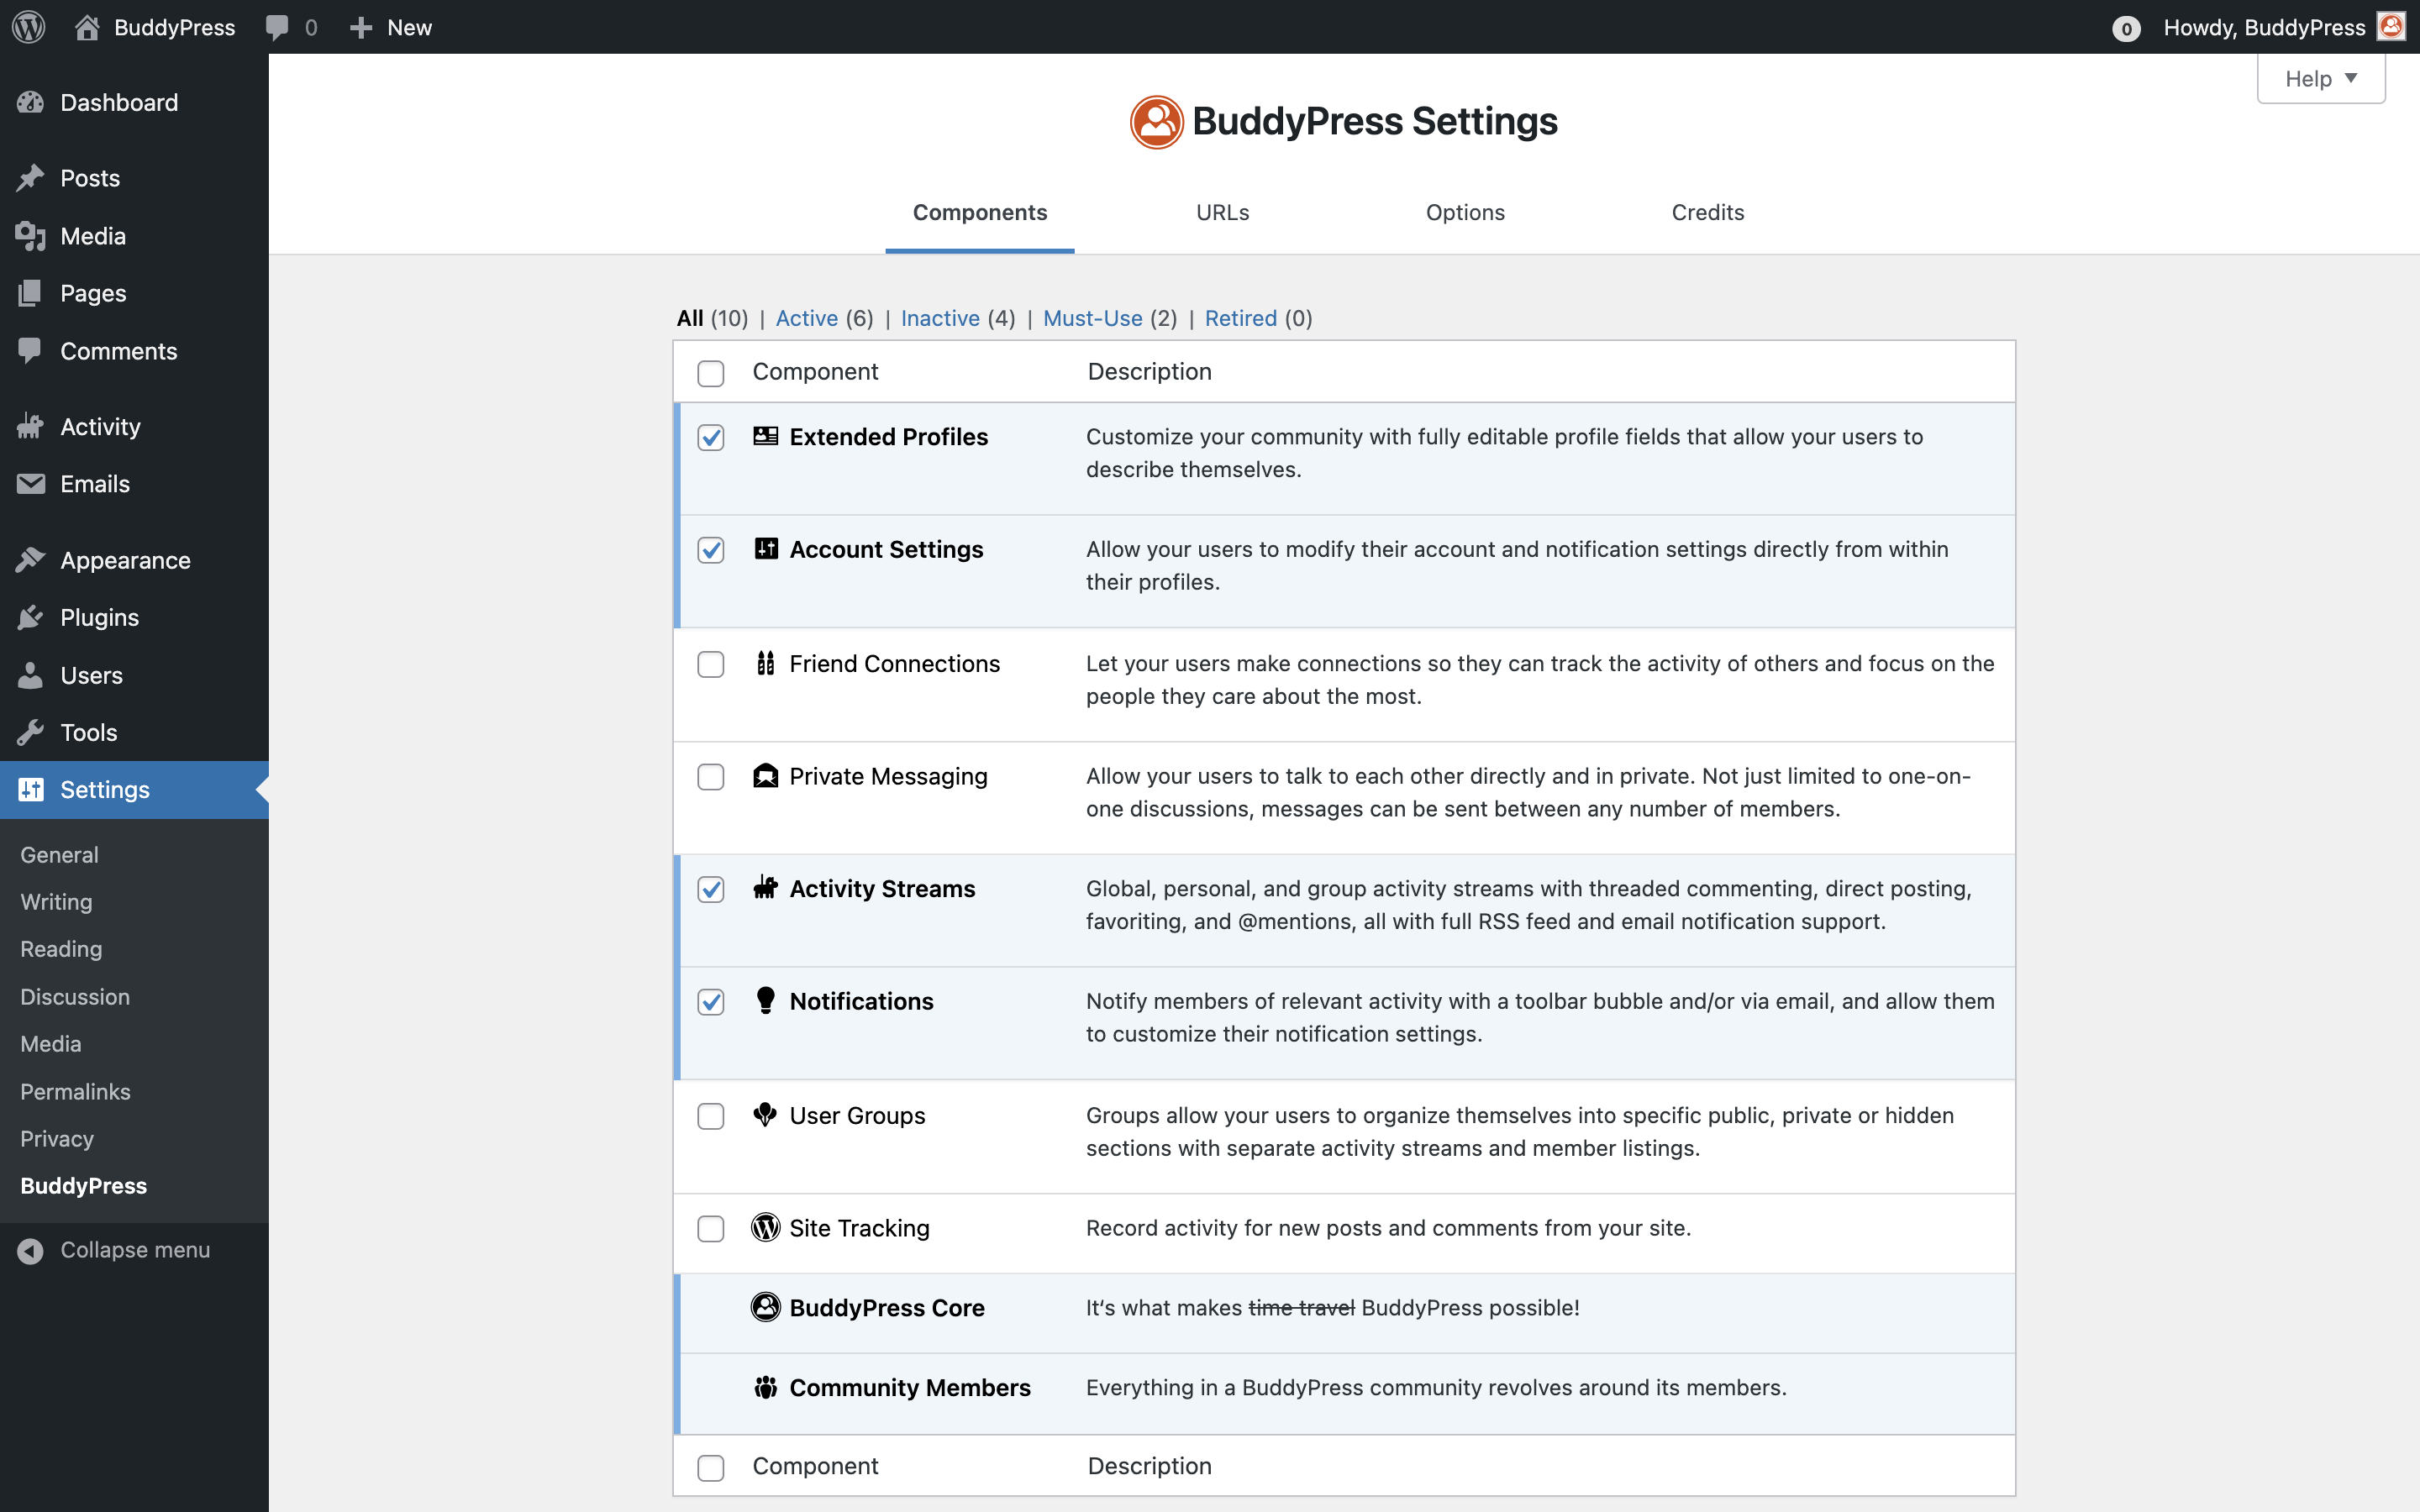 BuddyPress 0 New 0 Howdy, BuddyPress
Help
Dashboard
Posts
Media
Pages
Comments
Activity
Emails
Appearance
Plugins
Users
Tools
Settings
General
Writing
Reading
Discussion
Media
Permalinks
Privacy
BuddyPress
Collapse menu
BuddyPress Settings
Components URLs Options Credits
All (10) | Active (6) | Inactive (4) | Must-Use (2) | Retired (0)
Component Description
Extended Profiles Customize your community with fully editable profile fields that allow your users to
describe themselves.
Account Settings Allow your users to modify their account and notification settings directly from within
their profiles.
Friend Connections Let your users make connections so they can track the activity of others and focus on the
people they care about the most.
Private Messaging Allow your users to talk to each other directly and in private. Not just limited to one-on-
one discussions, messages can be sent between any number of members.
Activity Streams Global, personal, and group activity streams with threaded commenting, direct posting,
favoriting, and @mentions, all with full RSS feed and email notification support.
Notifications Notify members of relevant activity with a toolbar bubble and/or via email, and allow them
to customize their notification settings.
User Groups Groups allow your users to organize themselves into specific public, private or hidden
sections with separate activity streams and member listings.
Site Tracking Record activity for new posts and comments from your site.
BuddyPress Core It‘s what makes time travel BuddyPress possible!
Community Members Everything in a BuddyPress community revolves around its members.
Component Description